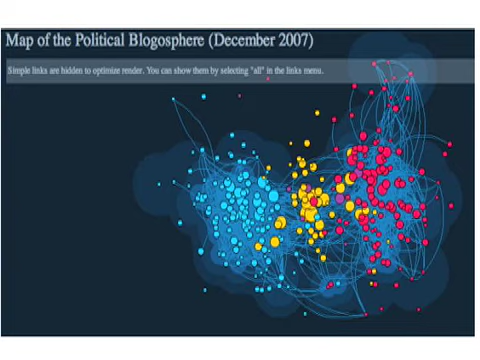 Map of the Political Blogosphere (December 2007)
Simple links are hidden to optimize render. You can show them by selecting "all" in the links menu.